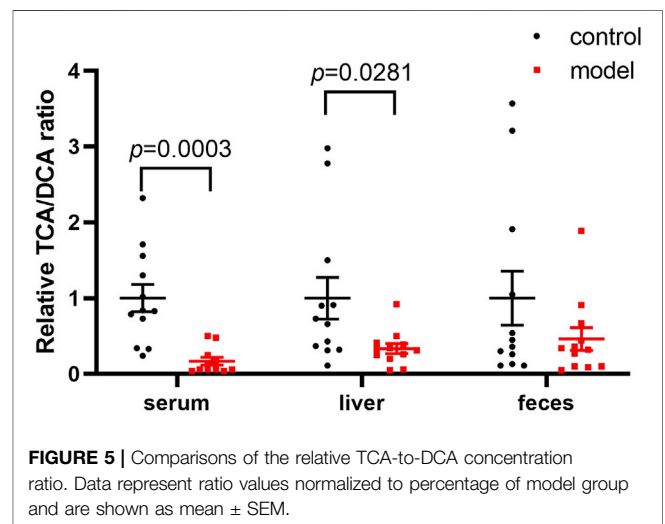 control
model
4
3
2
1
0
Relative TCA/DCA ratio
p=0.0003
p=0.0281
serum
liver
feces
FIGURE 5 | Comparisons of the relative TCA-to-DCA concentration
ratio. Data represent ratio values normalized to percentage of model group
and are shown as mean ± SEM.